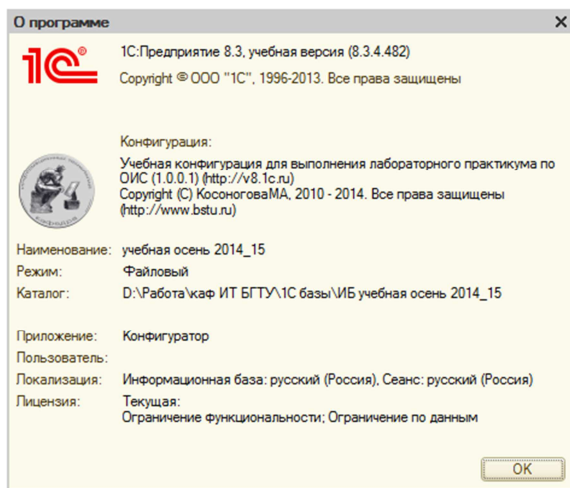 О программе
1С®
1С:Предприятие 8.3, учебная версия (8.3.4.482)
Copyright © ООО "1С", 1996-2013. Все права защищены
Конфигурация:
Учебная конфигурация для выполнения лабораторного практикума по
ОИС (1.0.0.1) (http://v8.1c.ru)
Copyright (C) КосоноговаМА, 2010 - 2014. Все права защищены
(http://www.bstu.ru)
Наименование: учебная осень 2014_15
Режим: Файловый
Каталог: D:\Работа\каф ИТ БГТУ\1С базы\ИБ учебная осень 2014_15
Приложение: Конфигуратор
Пользователь:
Локализация: Информационная база: русский (Россия), Сеанс: русский (Россия)
Лицензия: Текущая:
Ограничение функциональности; Ограничение по данным
OK